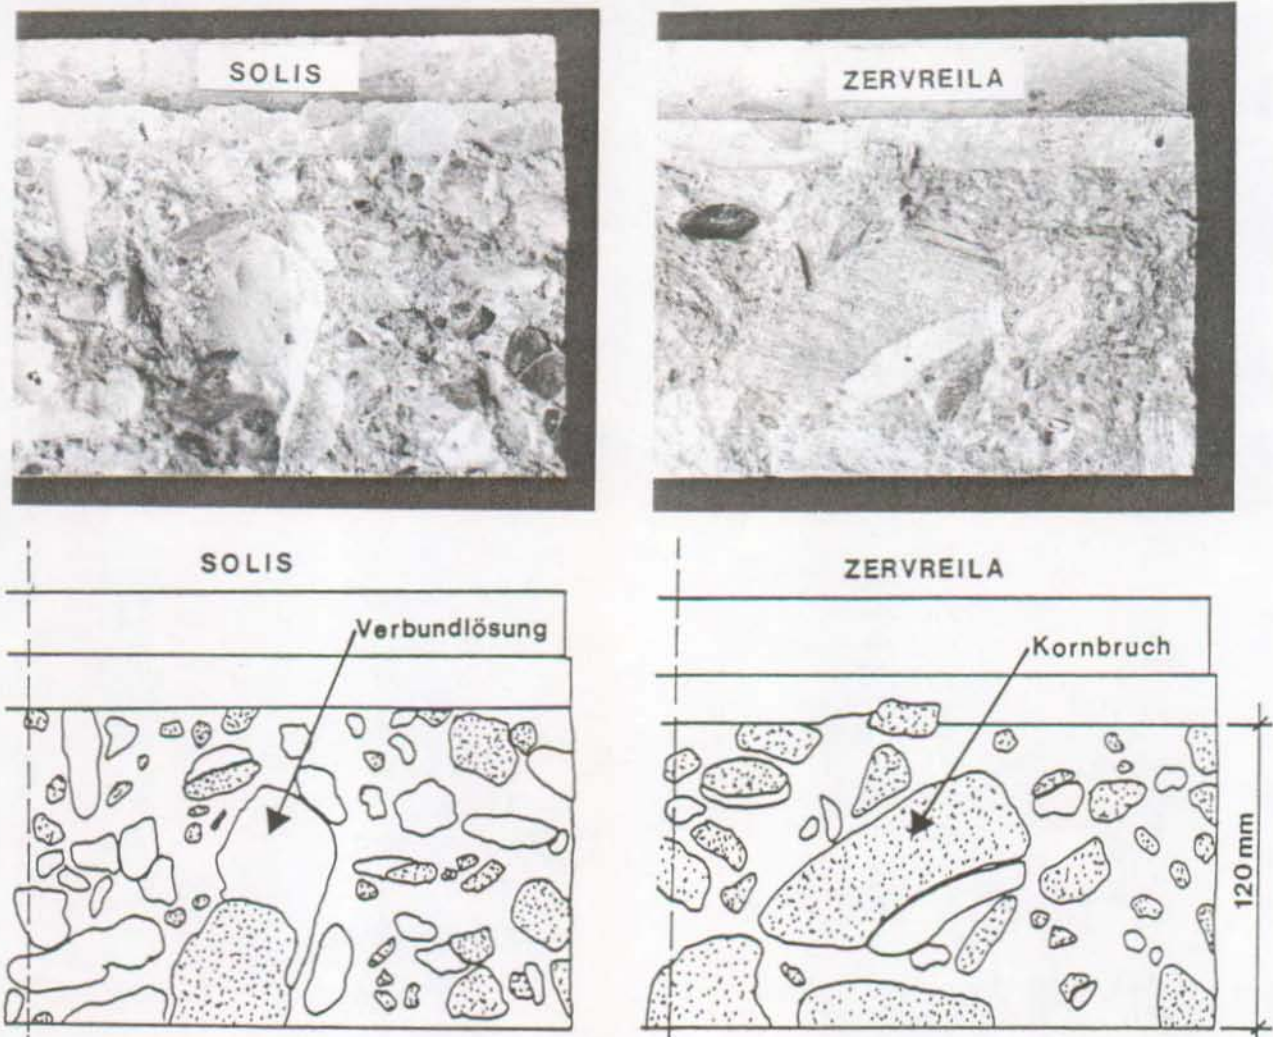 SOLIS
ZERVREILA
SOLIS
ZERVREILA
Verbundlösung
Kornbruch
120 mm